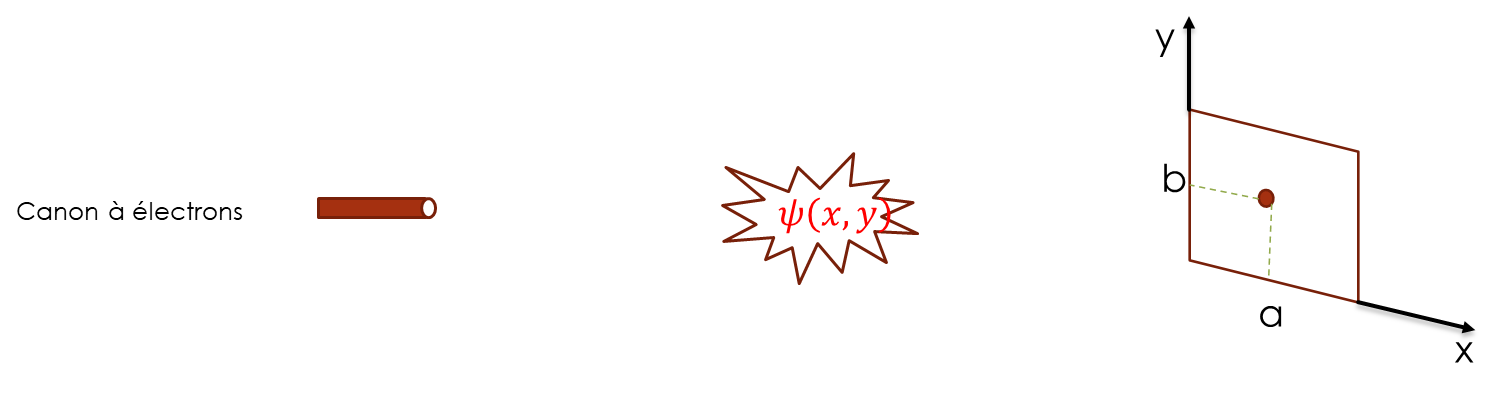 Canon à électrons
ψ(x, y)
y
b
a
x